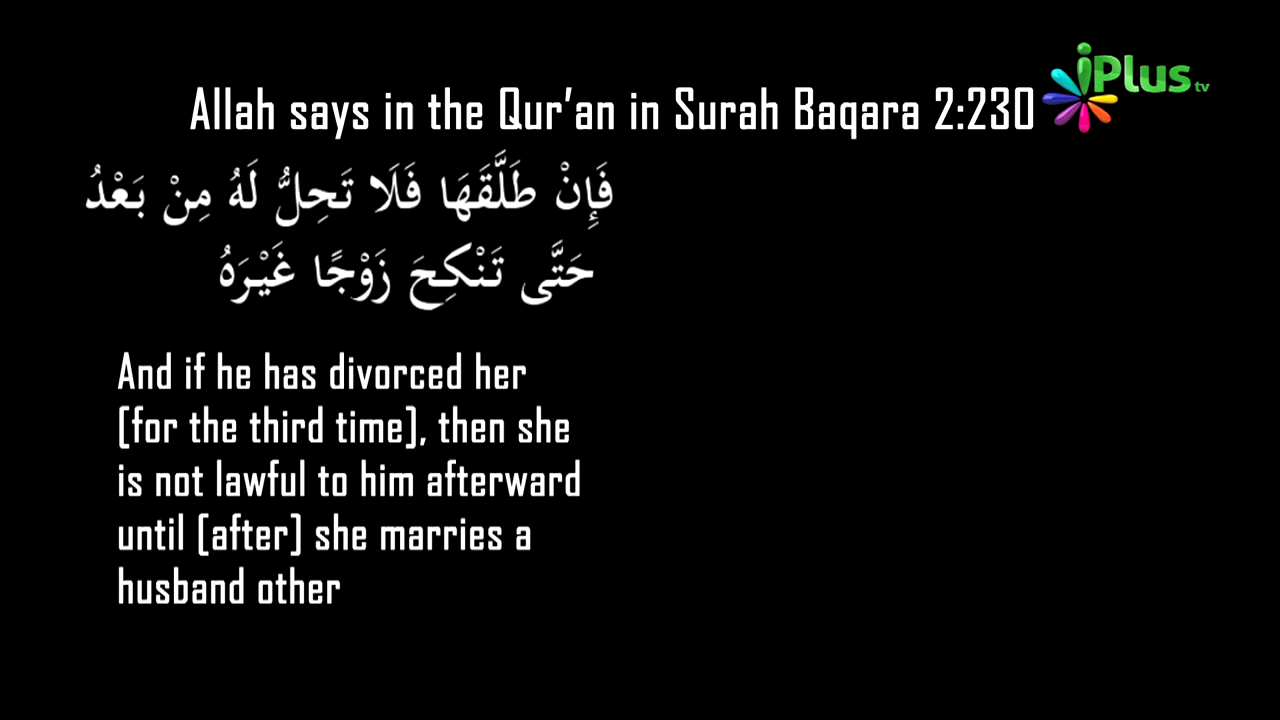 iPlus tv
Allah says in the Qur’an in Surah Baqara 2:230
فَإِنْ طَلَّقَهَا فَلَا تَحِلُّ لَهُ مِنْ بَعْدُ
حَتَّى تَنْكِحَ زَوْجًا غَيْرَهُ
And if he has divorced her
[for the third time], then she
is not lawful to him afterward
until [after] she marries a
husband other